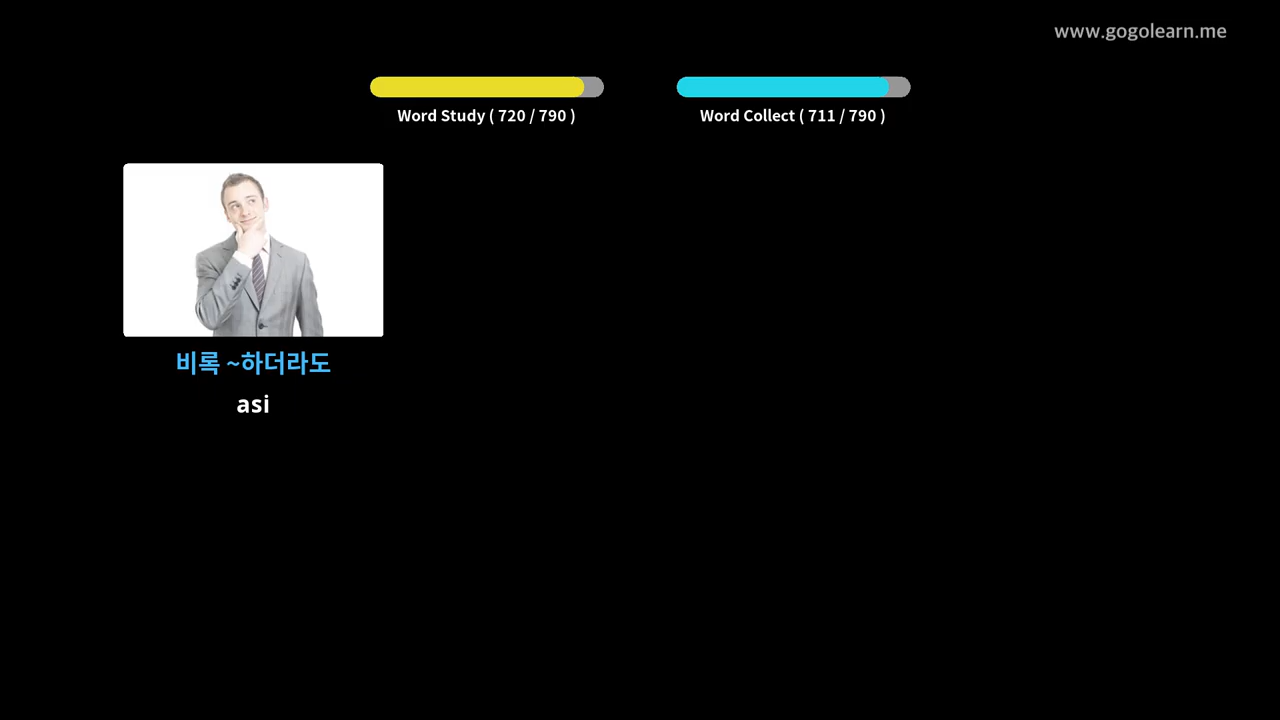 www.gogolearn.me
Word Study ( 720 / 790 )
Word Collect ( 711 / 790 )
비록 ~하더라도
asi